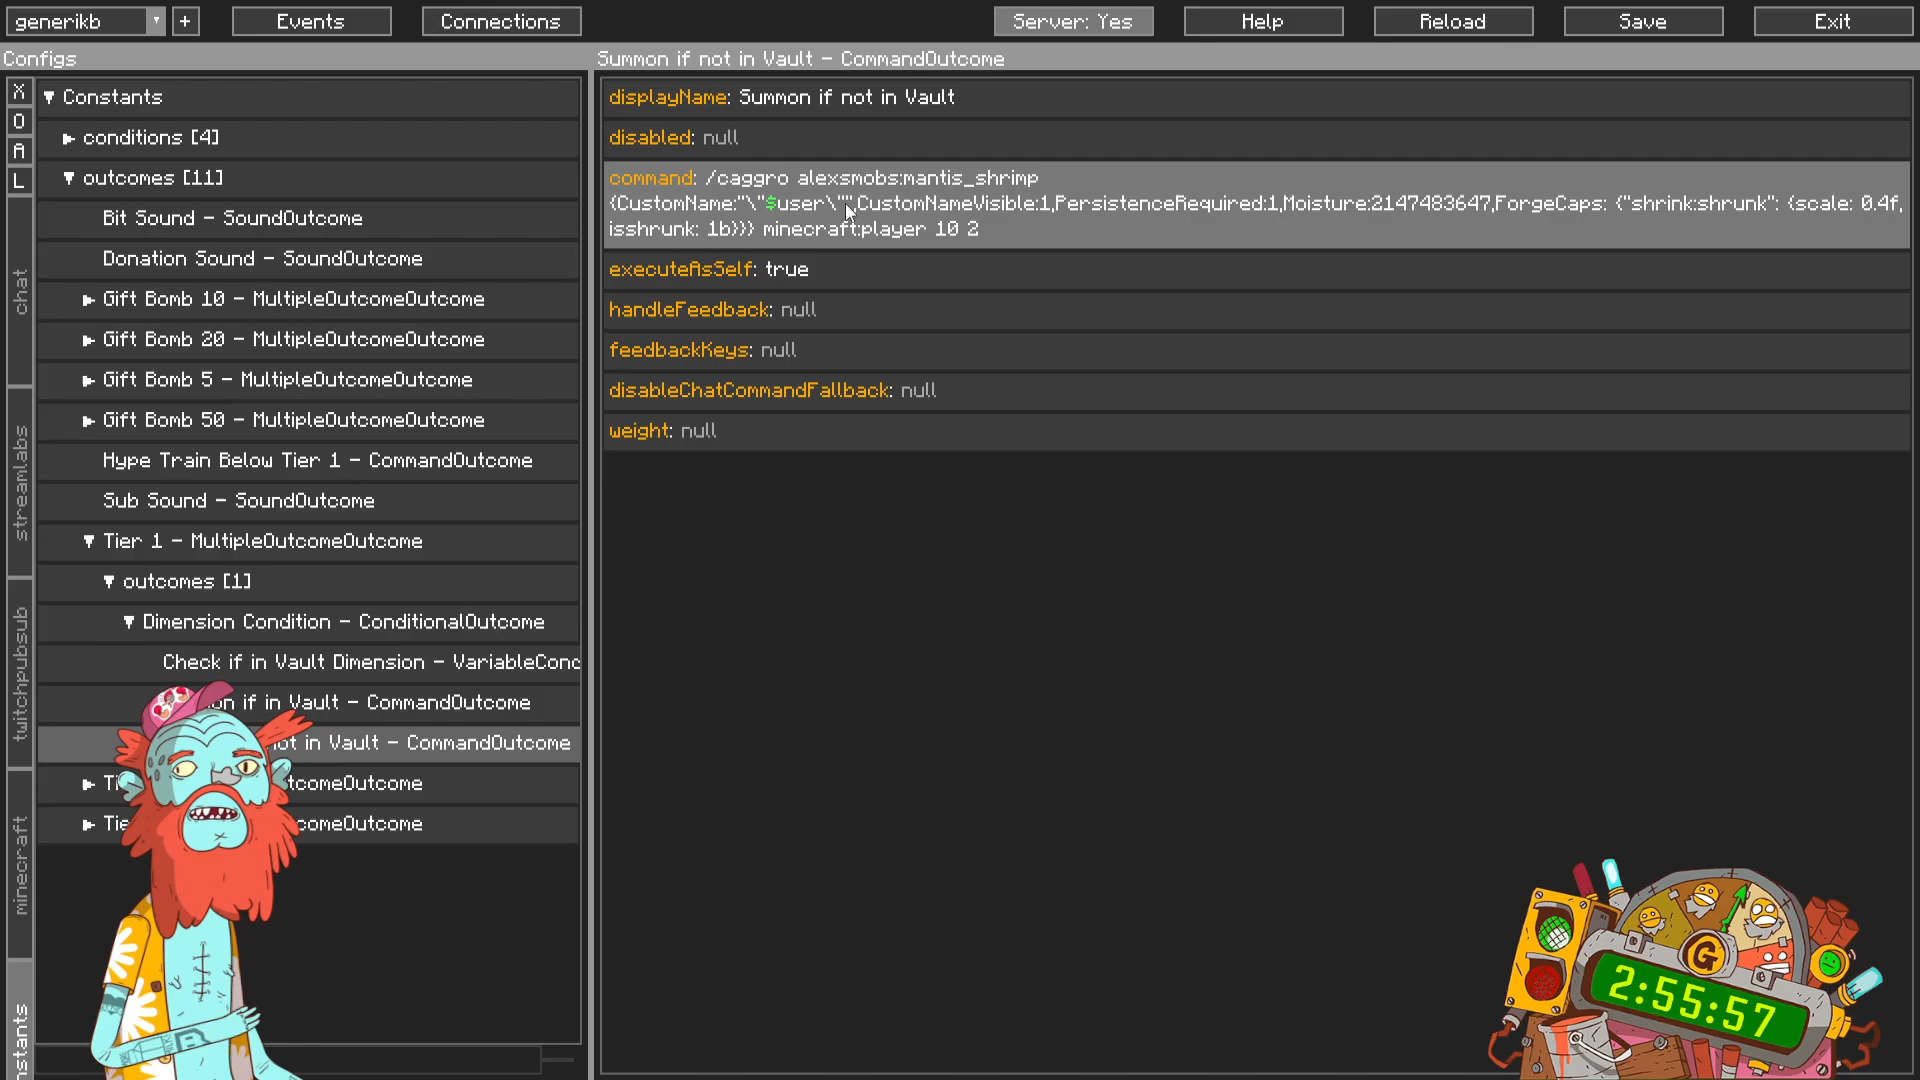 generikb
▼
+
Events
Connections
Server: Yes
Help
Reload
Save
Exit
Configs
Summon if not in Vault - CommandOutcome
X
O
A
L
chat
streamlabs
twitchpubsub
minecraft
nstants
▼ Constants
▶ conditions [4]
▼ outcomes [11]
Bit Sound - SoundOutcome
Donation Sound - SoundOutcome
▶ Gift Bomb 10 - MultipleOutcomeOutcome
▶ Gift Bomb 20 - MultipleOutcomeOutcome
▶ Gift Bomb 5 - MultipleOutcomeOutcome
▶ Gift Bomb 50 - MultipleOutcomeOutcome
Hype Train Below Tier 1 - CommandOutcome
Sub Sound - SoundOutcome
▼ Tier 1 - MultipleOutcomeOutcome
▼ outcomes [1]
▼ Dimension Condition - ConditionalOutcome
Check if in Vault Dimension - VariableConc
on if in Vault - CommandOutcome
not in Vault - CommandOutcome
▶ Ti tcomeOutcome
▶ Tie comeOutcome
displayName: Summon if not in Vault
disabled: null
command: /caggro alexsmobs:mantis_shrimp
{CustomName:"\"$user\"",CustomNameVisible:1,PersistenceRequired:1,Moisture:2147483647,ForgeCaps: {"shrink:shrunk": {scale: 0.4f,
isshrunk: 1b}}} minecraft:player 10 2
executeAsSelf: true
handleFeedback: null
feedbackKeys: null
disableChatCommandFallback: null
weight: null
G
2:55:57